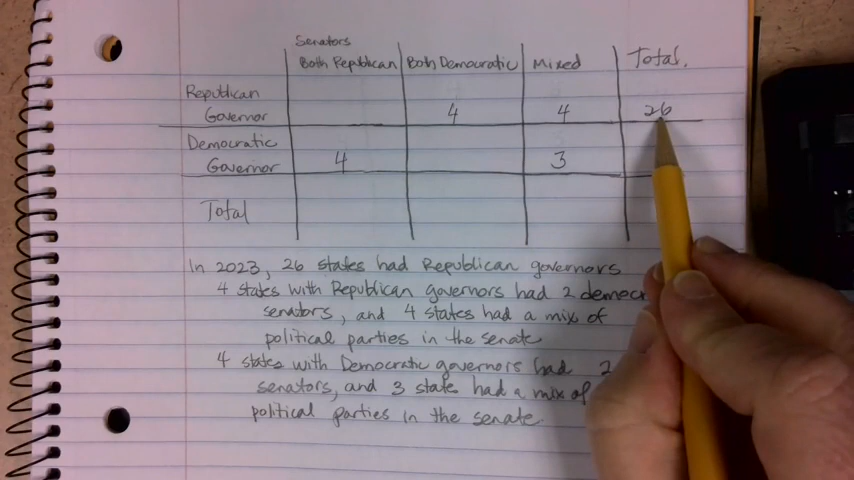 Senators
Both Republican Both Democratic Mixed Total.
Republican
Governor 4 4 26
Democratic
Governor 4 3
Total
In 2023, 26 states had Republican governors
4 states with Republican governors had 2 democr
senators, and 4 states had a mix of
political parties in the senate
4 states with Democratic governors had 2
senators, and 3 state had a mix of
political parties in the senate.